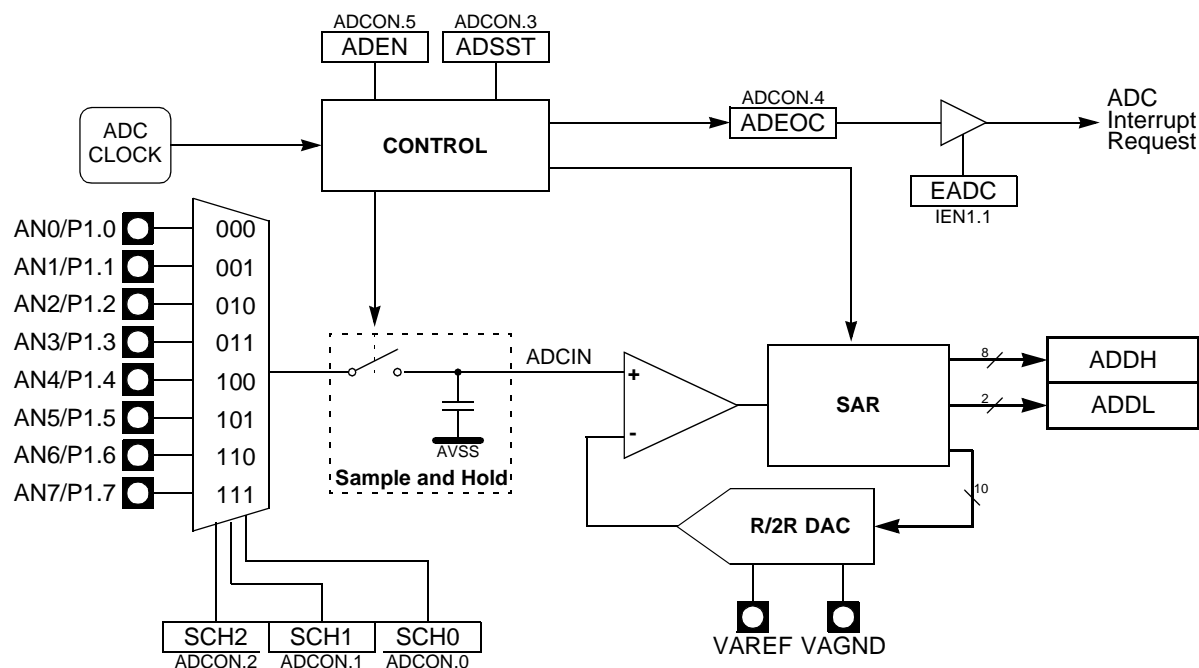 ADCON.5
ADEN
ADCON.3
ADSST
ADC
CLOCK
CONTROL
ADCON.4
ADEOC
ADC
Interrupt
Request
EADC
IEN1.1
AN0/P1.0
000
AN1/P1.1
001
AN2/P1.2
010
AN3/P1.3
011
AN4/P1.4
100
AN5/P1.5
101
AN6/P1.6
110
AN7/P1.7
111
ADCIN
AVSS
Sample and Hold
+
-
SAR
8
ADDH
2
ADDL
10
R/2R DAC
VAREF
VAGND
SCH2
SCH1
SCH0
ADCON.2
ADCON.1
ADCON.0